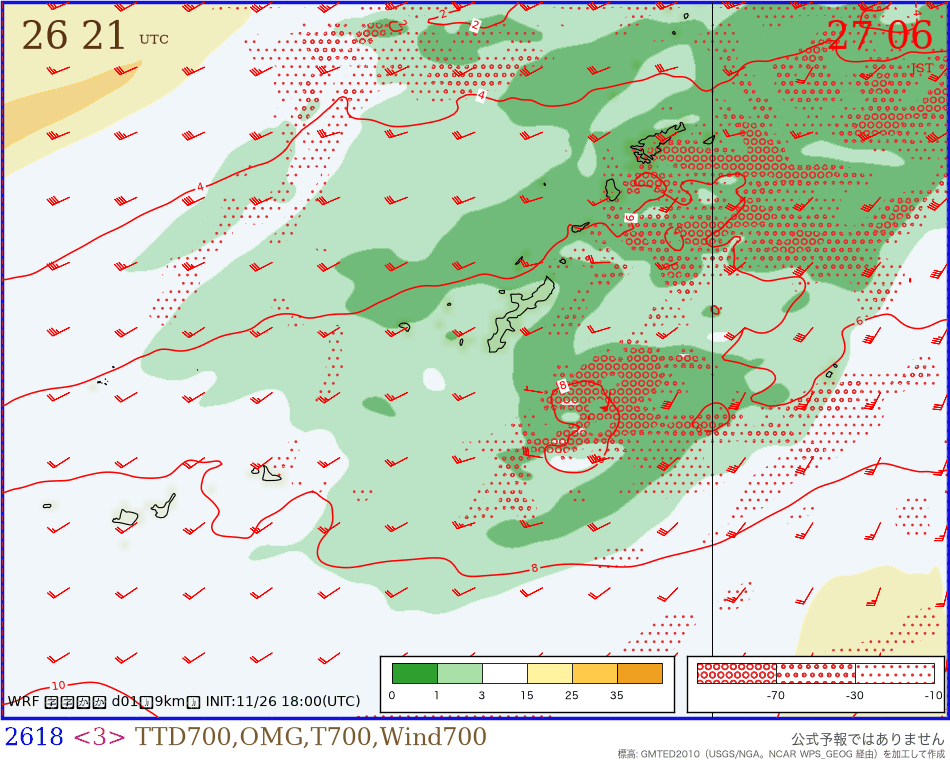 26 21 UTC
27 06
JST
2
2
4
4
6
6
8
8
10
0 1 3 15 25 35
-70 -30 -10
WRF d01 9km INIT:11/26 18:00(UTC)
2618 <3> TTD700,OMG,T700,Wind700
公式予報ではありません
標高: GMTED2010（USGS/NGA。NCAR WPS_GEOG 経由）を加工して作成